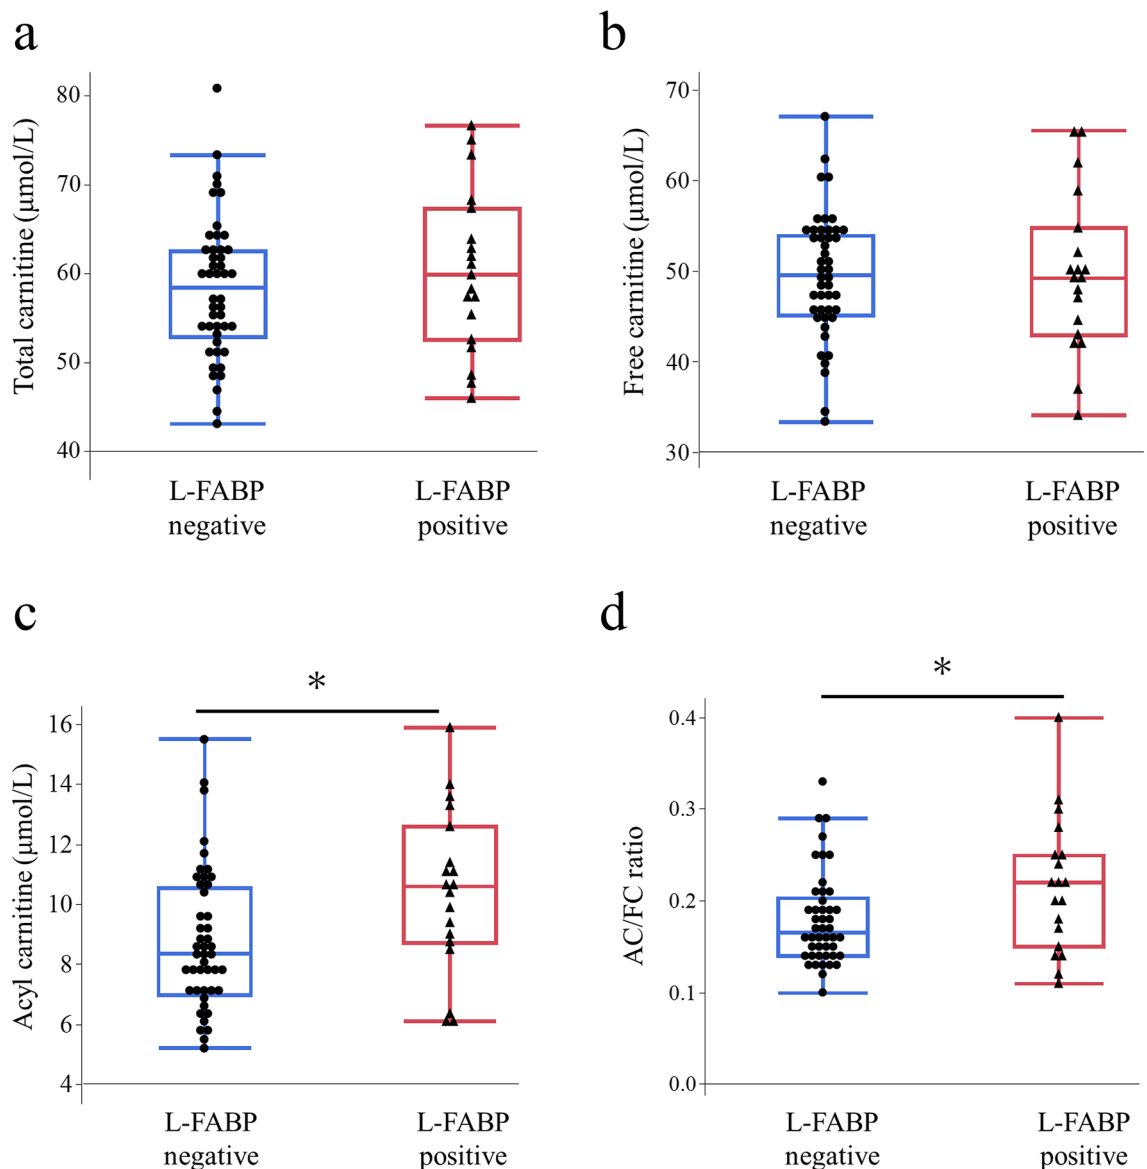 a
Total carnitine (µmol/L)
80
70
60
50
40
L-FABP
negative
L-FABP
positive
b
Free carnitine (µmol/L)
70
60
50
40
30
L-FABP
negative
L-FABP
positive
c
*
Acyl carnitine (µmol/L)
16
14
12
10
8
6
4
L-FABP
negative
L-FABP
positive
d
*
AC/FC ratio
0.4
0.3
0.2
0.1
0.0
L-FABP
negative
L-FABP
positive